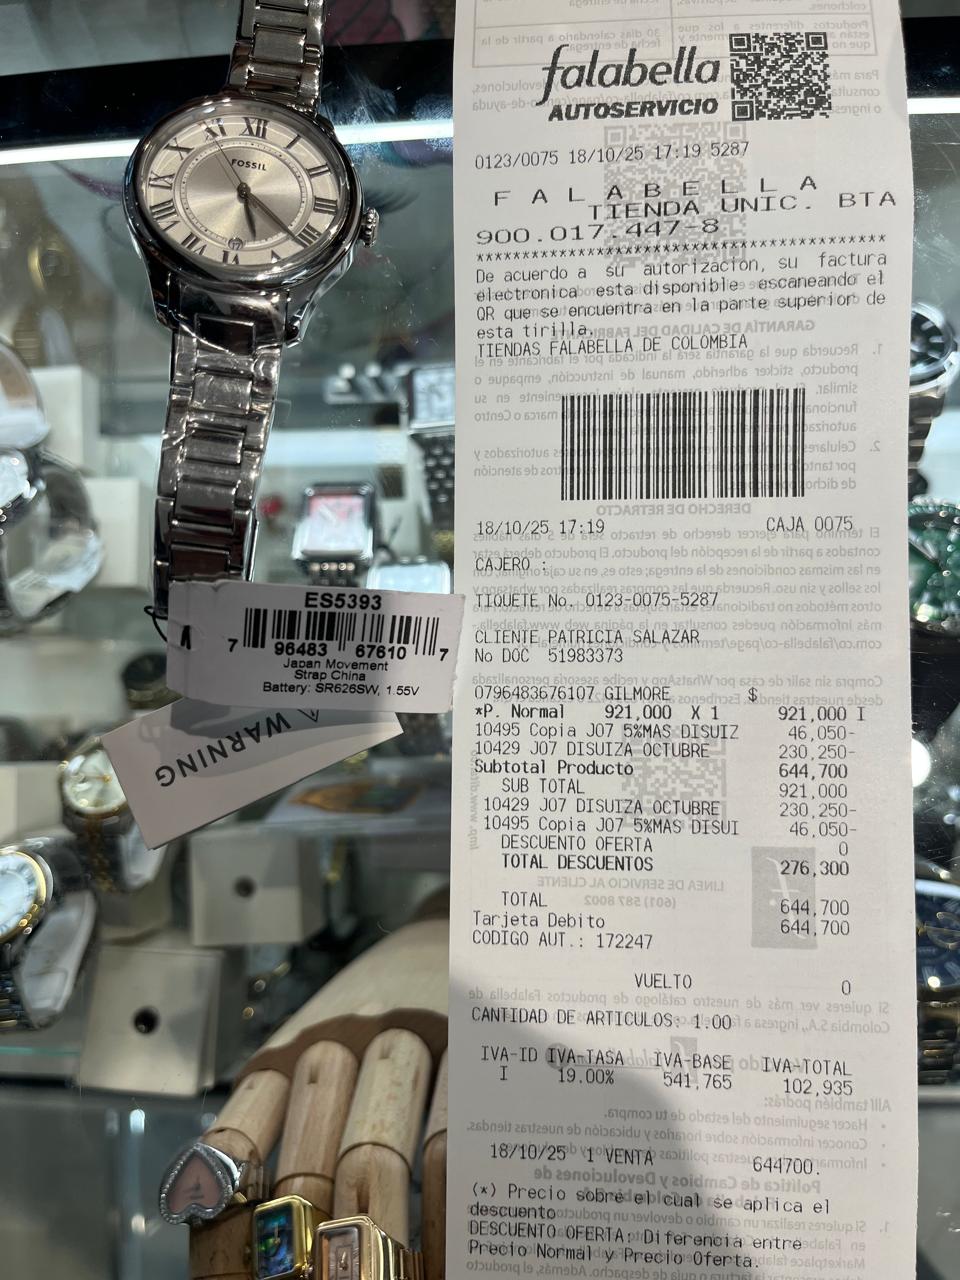 FOSSIL
ES5393
7 96483 67610 7
Japan Movement
Strap China
Battery: SR626SW, 1.55V
WARNING
falabella
AUTOSERVICIO
0123/0075 18/10/25 17:19 5287
F A L A B E L L A
TIENDA UNIC. BTA
900.017.447-8
*******************************************
De acuerdo a su autorizacion, su factura
electronica esta disponible escaneando el
QR que se encuentra en la parte superior de
esta tirilla.
TIENDAS FALABELLA DE COLOMBIA
18/10/25 17:19 CAJA 0075
CAJERO :
TIQUETE No. 0123-0075-5287
CLIENTE PATRICIA SALAZAR
No DOC 51983373
0796483676107 GILMORE $
*P. Normal 921,000 X 1 921,000 I
10495 Copia J07 5%MAS DISUIZ 46,050-
10429 J07 DISUIZA OCTUBRE 230,250-
Subtotal Producto 644,700
SUB TOTAL 921,000
10429 J07 DISUIZA OCTUBRE 230,250-
10495 Copia J07 5%MAS DISUI 46,050-
DESCUENTO OFERTA 0
TOTAL DESCUENTOS 276,300
TOTAL 644,700
Tarjeta Debito 644,700
CODIGO AUT.: 172247
VUELTO 0
CANTIDAD DE ARTICULOS: 1.00
IVA-ID IVA-TASA IVA-BASE IVA-TOTAL
I 19.00% 541,765 102,935
18/10/25 1 VENTA 644700.
(*) Precio sobre el cual se aplica el
descuento
DESCUENTO OFERTA: Diferencia entre
Precio Normal y Precio Oferta.